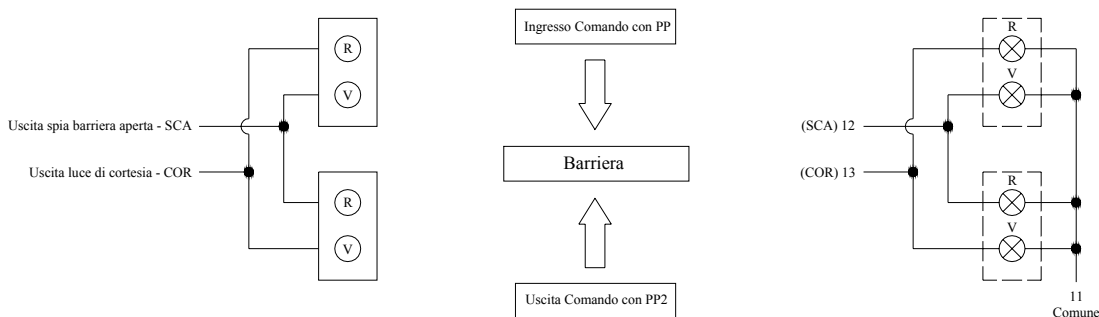 R
V
Uscita spia barriera aperta - SCA
Uscita luce di cortesia - COR
R
V
Ingresso Comando con PP
Barriera
Uscita Comando con PP2
R
V
(SCA) 12
(COR) 13
R
V
11
Comune